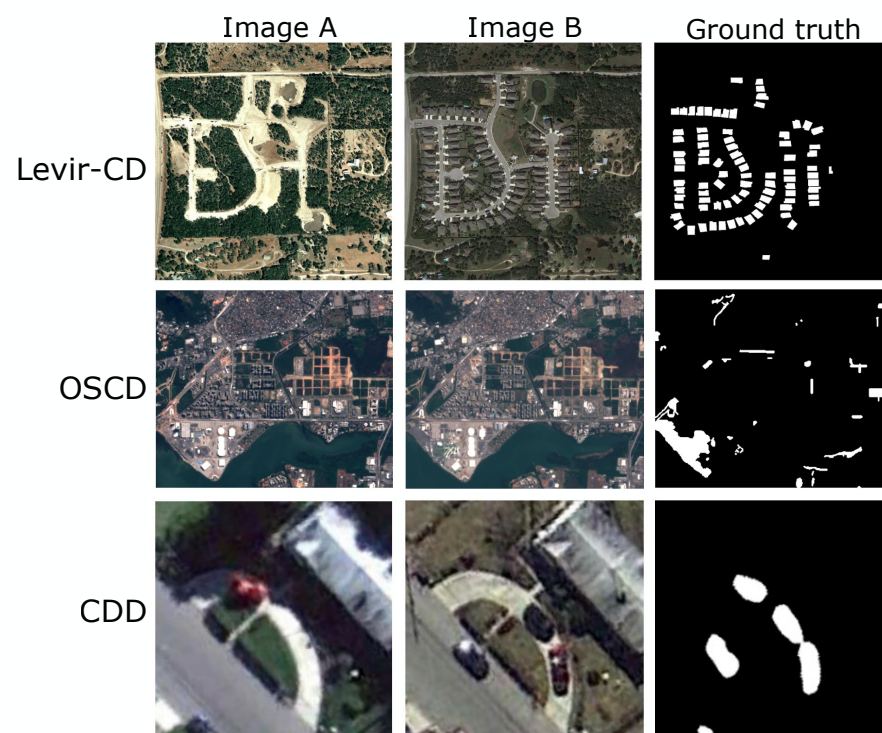 Image A
Image B
Ground truth
Levir-CD
OSCD
CDD